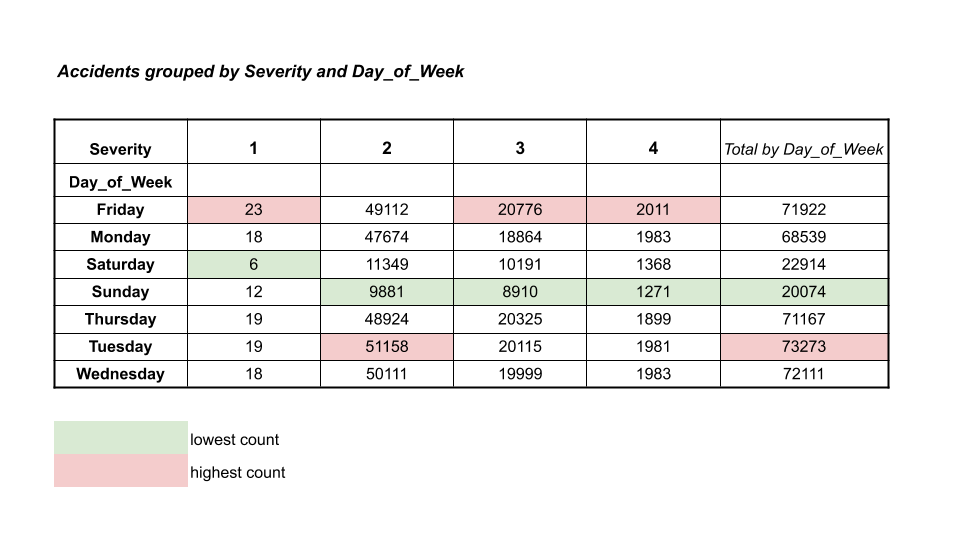 Accidents grouped by Severity and Day_of_Week
Severity 1 2 3 4 Total by Day_of_Week
Day_of_Week
Friday 23 49112 20776 2011 71922
Monday 18 47674 18864 1983 68539
Saturday 6 11349 10191 1368 22914
Sunday 12 9881 8910 1271 20074
Thursday 19 48924 20325 1899 71167
Tuesday 19 51158 20115 1981 73273
Wednesday 18 50111 19999 1983 72111
lowest count
highest count